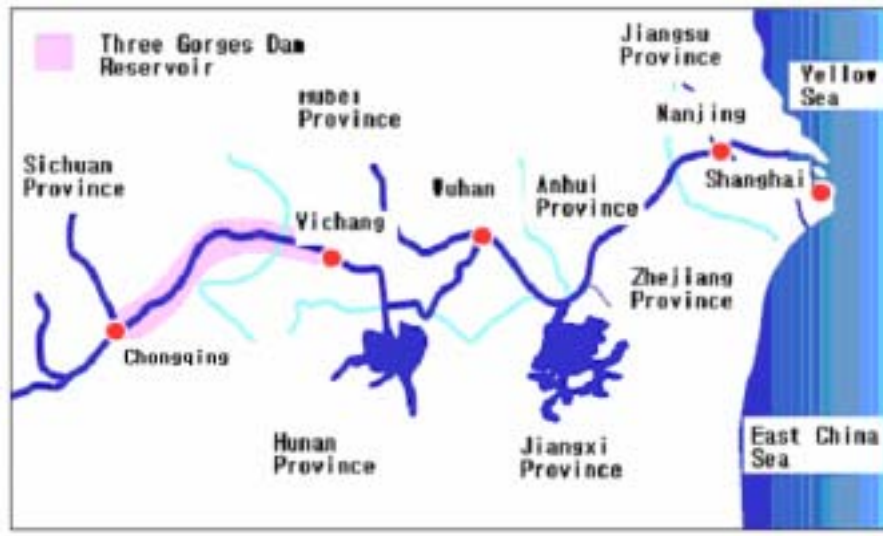 Three Gorges Dam
Reservoir
Jiangsu
Province
Yellow
Sea
Hubei
Province
Nanjing
Sichuan
Province
Wuhan
Anhui
Province
Shanghai
Yichang
Zhejiang
Province
Chongqing
Hunan
Province
Jiangxi
Province
East China
Sea